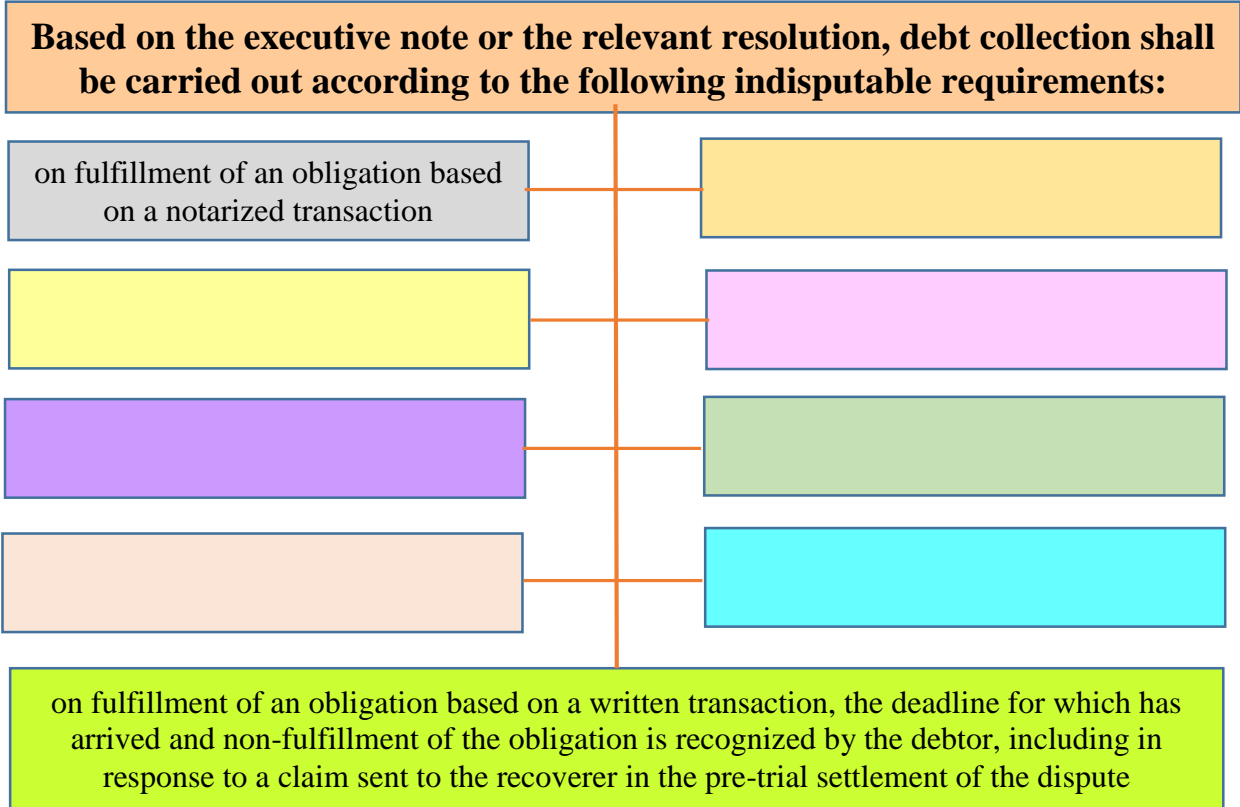 Based on the executive note or the relevant resolution, debt collection shall
be carried out according to the following indisputable requirements:
on fulfillment of an obligation based
on a notarized transaction
on fulfillment of an obligation based on a written transaction, the deadline for which has
arrived and non-fulfillment of the obligation is recognized by the debtor, including in
response to a claim sent to the recoverer in the pre-trial settlement of the dispute